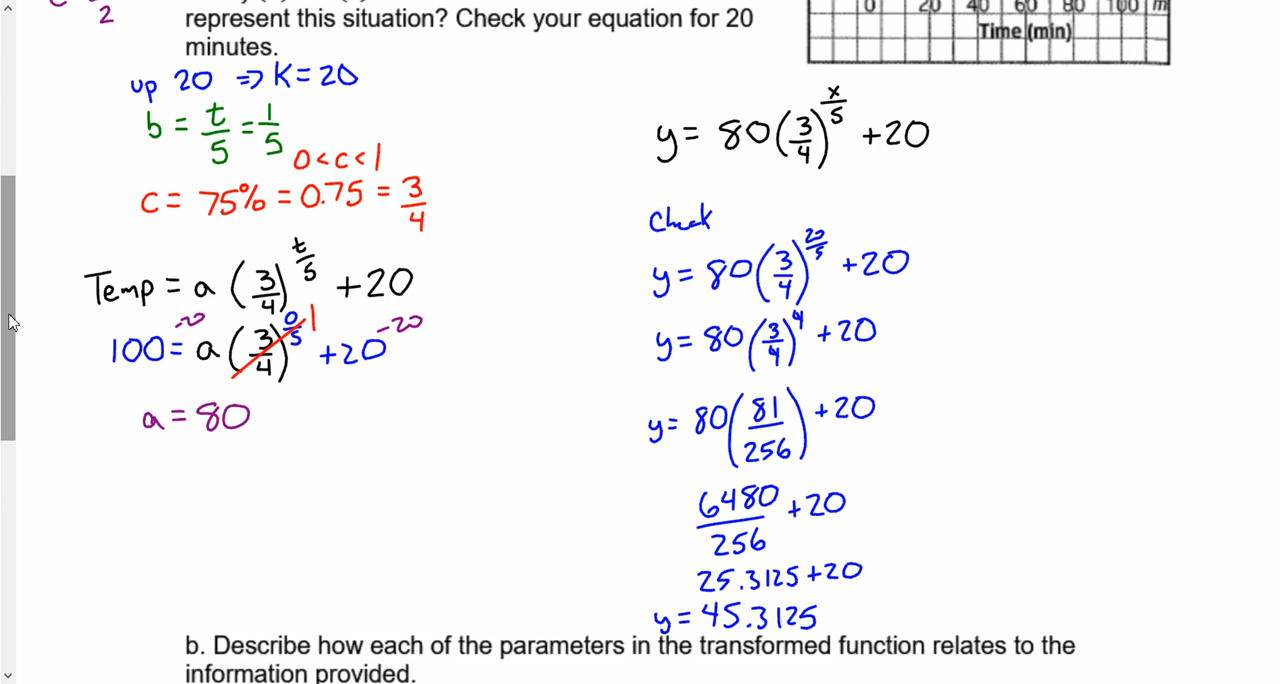 2
represent this situation? Check your equation for 20
minutes.
0 20 40 60 80 100 m
Time (min)
up 20 ⇒ K = 20
b = t/5 = 1/5
0 < c < 1
c = 75% = 0.75 = 3/4
Temp = a (3/4)^(t/5) + 20
-20 1 -20
100 = a (3/4)^(0/5) + 20
a = 80
y = 80(3/4)^(x/5) + 20
Check
y = 80(3/4)^(20/5) + 20
y = 80(3/4)^4 + 20
y = 80(81/256) + 20
6480/256 + 20
25.3125 + 20
y = 45.3125
b. Describe how each of the parameters in the transformed function relates to the
information provided.